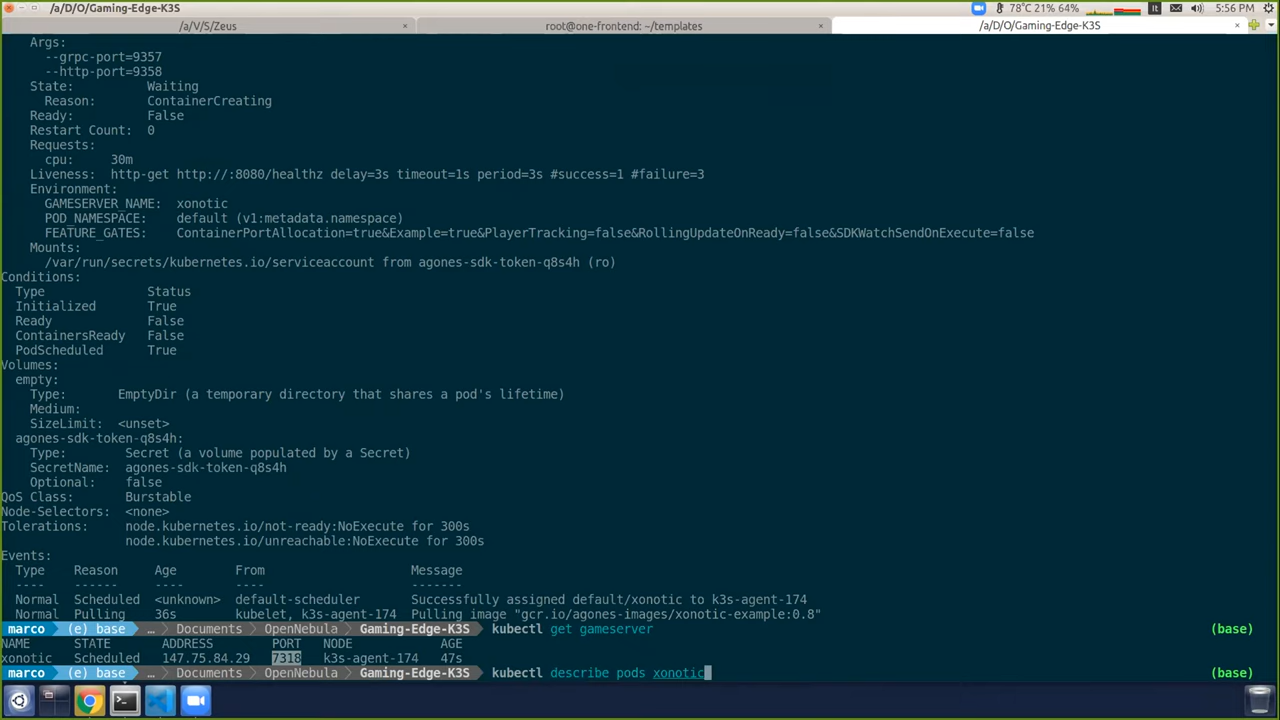 /a/D/O/Gaming-Edge-K3S
78°C 21% 64% It 5:56 PM
/a/V/S/Zeus × root@one-frontend: ~/templates × /a/D/O/Gaming-Edge-K3S ×
Args:
--grpc-port=9357
--http-port=9358
State: Waiting
Reason: ContainerCreating
Ready: False
Restart Count: 0
Requests:
cpu: 30m
Liveness: http-get http://:8080/healthz delay=3s timeout=1s period=3s #success=1 #failure=3
Environment:
GAMESERVER_NAME: xonotic
POD_NAMESPACE: default (v1:metadata.namespace)
FEATURE_GATES: ContainerPortAllocation=true&Example=true&PlayerTracking=false&RollingUpdateOnReady=false&SDKWatchSendOnExecute=false
Mounts:
/var/run/secrets/kubernetes.io/serviceaccount from agones-sdk-token-q8s4h (ro)
Conditions:
Type Status
Initialized True
Ready False
ContainersReady False
PodScheduled True
Volumes:
empty:
Type: EmptyDir (a temporary directory that shares a pod's lifetime)
Medium:
SizeLimit: <unset>
agones-sdk-token-q8s4h:
Type: Secret (a volume populated by a Secret)
SecretName: agones-sdk-token-q8s4h
Optional: false
QoS Class: Burstable
Node-Selectors: <none>
Tolerations: node.kubernetes.io/not-ready:NoExecute for 300s
node.kubernetes.io/unreachable:NoExecute for 300s
Events:
Type Reason Age From Message
---- ------ ---- ---- -------
Normal Scheduled <unknown> default-scheduler Successfully assigned default/xonotic to k3s-agent-174
Normal Pulling 36s kubelet, k3s-agent-174 Pulling image "gcr.io/agones-images/xonotic-example:0.8"
marco (e) base … Documents OpenNebula Gaming-Edge-K3S kubectl get gameserver (base)
NAME STATE ADDRESS PORT NODE AGE
xonotic Scheduled 147.75.84.29 7318 k3s-agent-174 47s
marco (e) base … Documents OpenNebula Gaming-Edge-K3S kubectl describe pods xonotic (base)